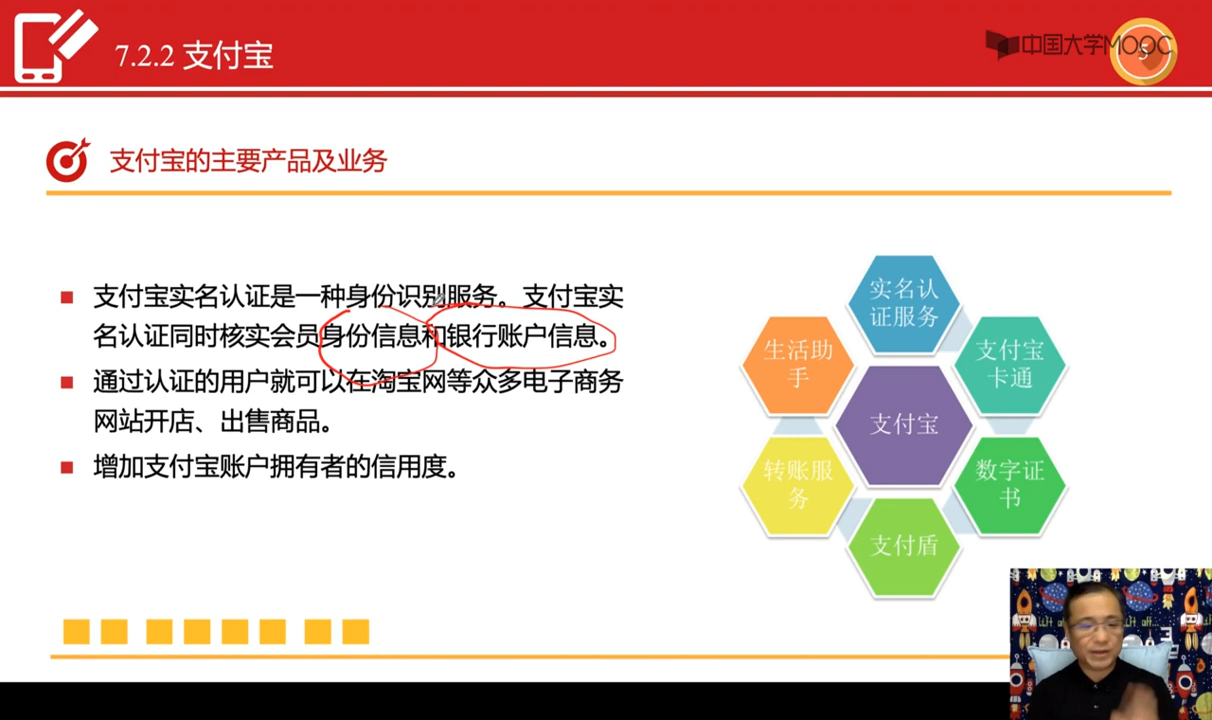 7.2.2 支付宝
中国大学MOOC
5
支付宝的主要产品及业务
支付宝实名认证是一种身份识别服务。支付宝实
名认证同时核实会员身份信息和银行账户信息。
通过认证的用户就可以在淘宝网等众多电子商务
网站开店、出售商品。
增加支付宝账户拥有者的信用度。
实名认
证服务
生活助
手
支付宝
卡通
支付宝
转账服
务
数字证
书
支付盾